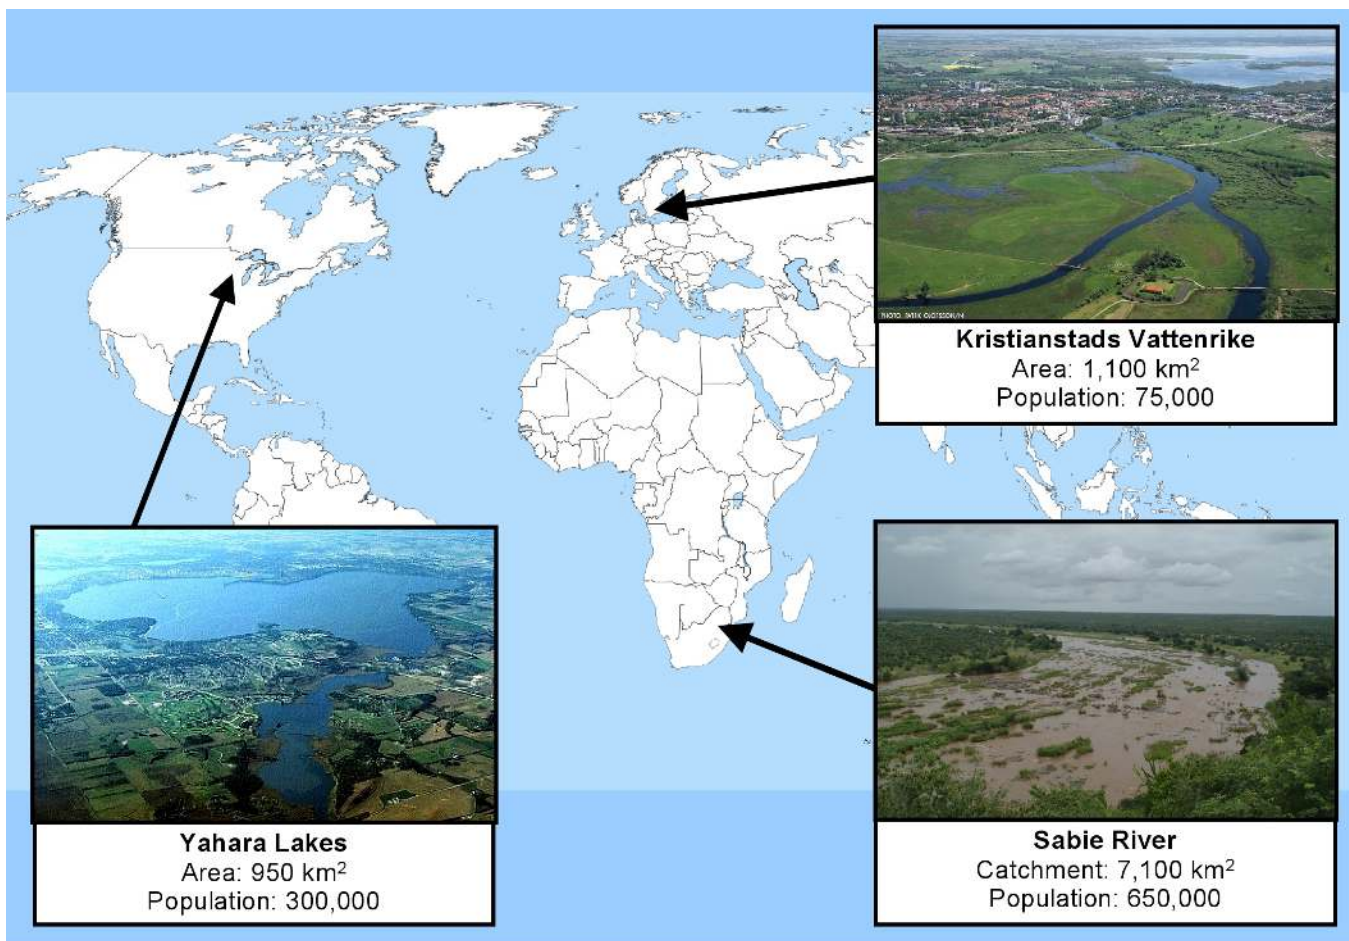 Kristianstads Vattenrike
Area: 1,100 km²
Population: 75,000
Yahara Lakes
Area: 950 km²
Population: 300,000
Sabie River
Catchment: 7,100 km²
Population: 650,000